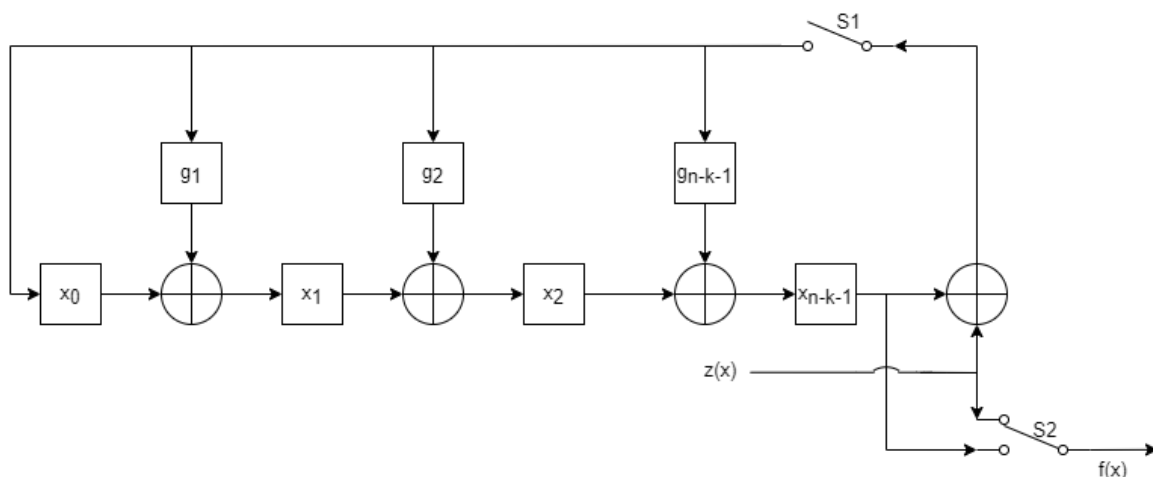 S1
g1
g2
gn-k-1
x0
x1
x2
xn-k-1
z(x)
S2
f(x)